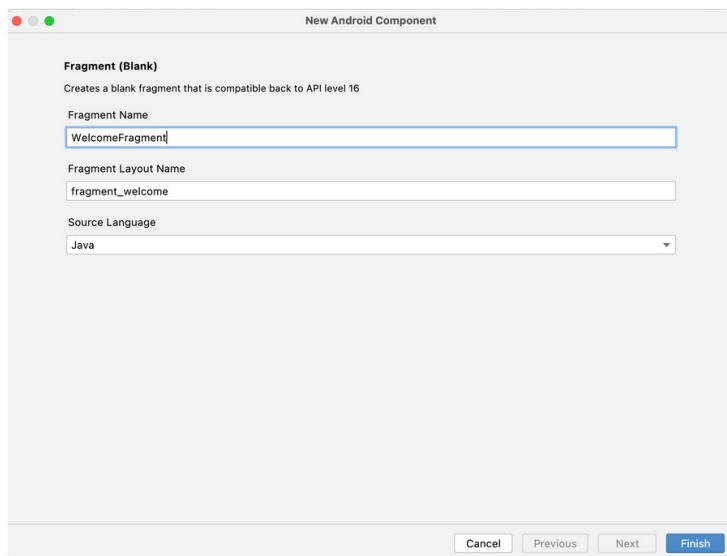 New Android Component
Fragment (Blank)
Creates a blank fragment that is compatible back to API level 16
Fragment Name
WelcomeFragment
Fragment Layout Name
fragment_welcome
Source Language
Java
Cancel Previous Next Finish